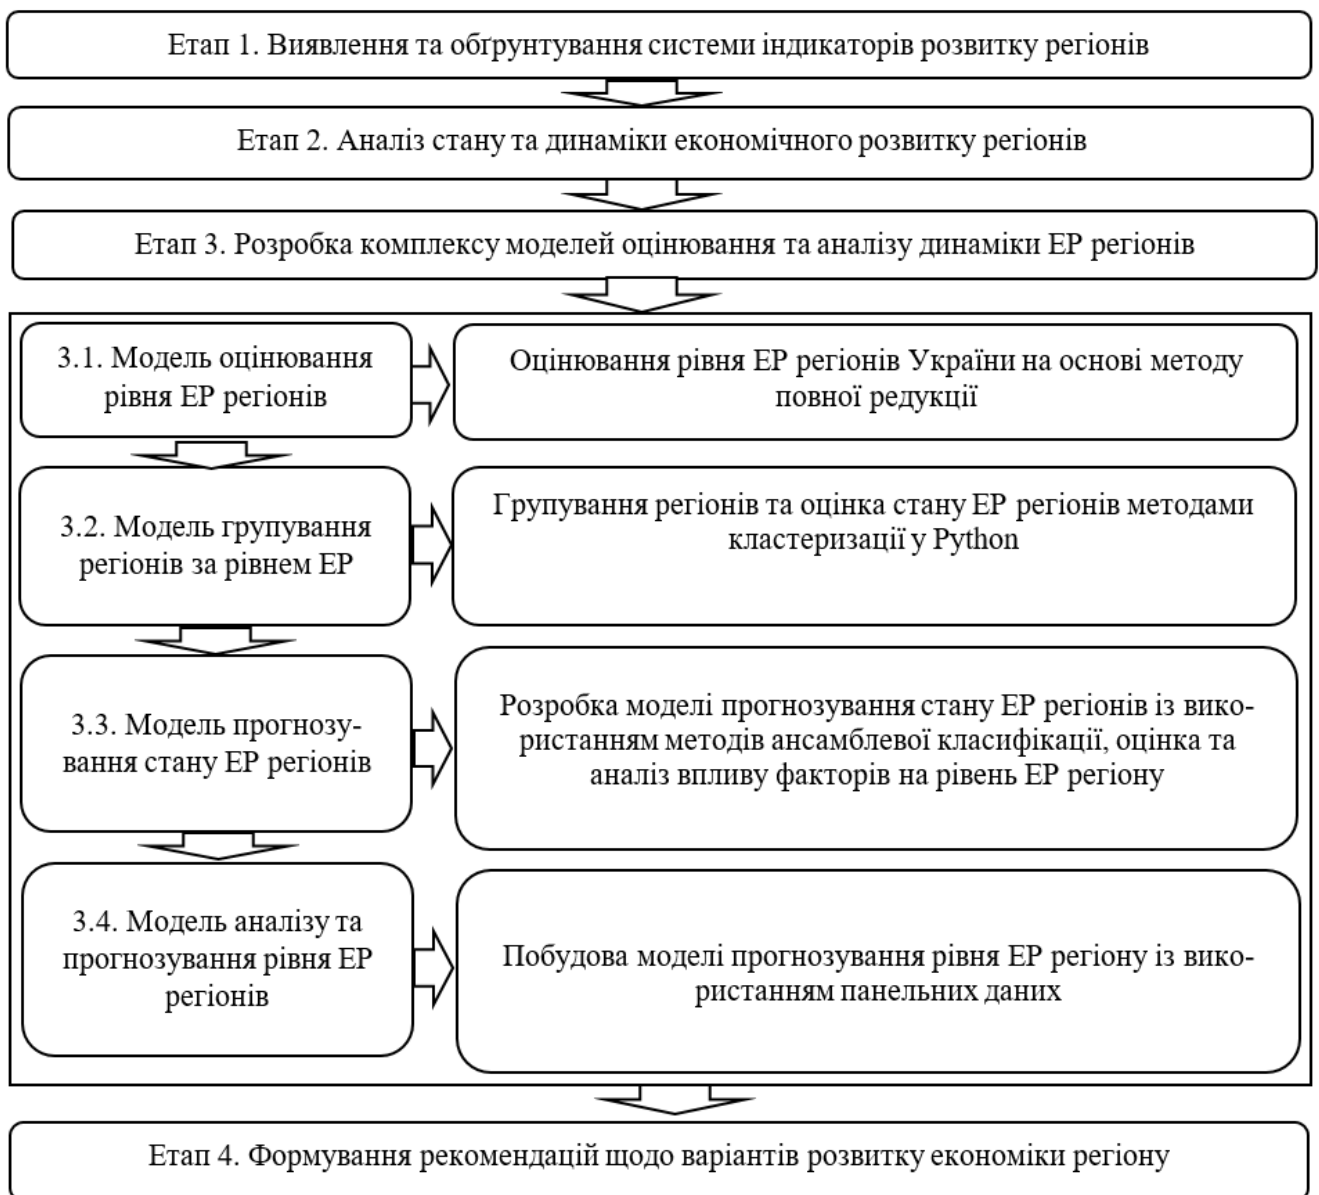 Етап 1. Виявлення та обґрунтування системи індикаторів розвитку регіонів
Етап 2. Аналіз стану та динаміки економічного розвитку регіонів
Етап 3. Розробка комплексу моделей оцінювання та аналізу динаміки ЕР регіонів
3.1. Модель оцінювання
рівня ЕР регіонів
Оцінювання рівня ЕР регіонів України на основі методу
повної редукції
3.2. Модель групування
регіонів за рівнем ЕР
Групування регіонів та оцінка стану ЕР регіонів методами
кластеризації у Python
3.3. Модель прогнозу-
вання стану ЕР регіонів
Розробка моделі прогнозування стану ЕР регіонів із вико-
ристанням методів ансамблевої класифікації, оцінка та
аналіз впливу факторів на рівень ЕР регіону
3.4. Модель аналізу та
прогнозування рівня ЕР
регіонів
Побудова моделі прогнозування рівня ЕР регіону із вико-
ристанням панельних даних
Етап 4. Формування рекомендацій щодо варіантів розвитку економіки регіону